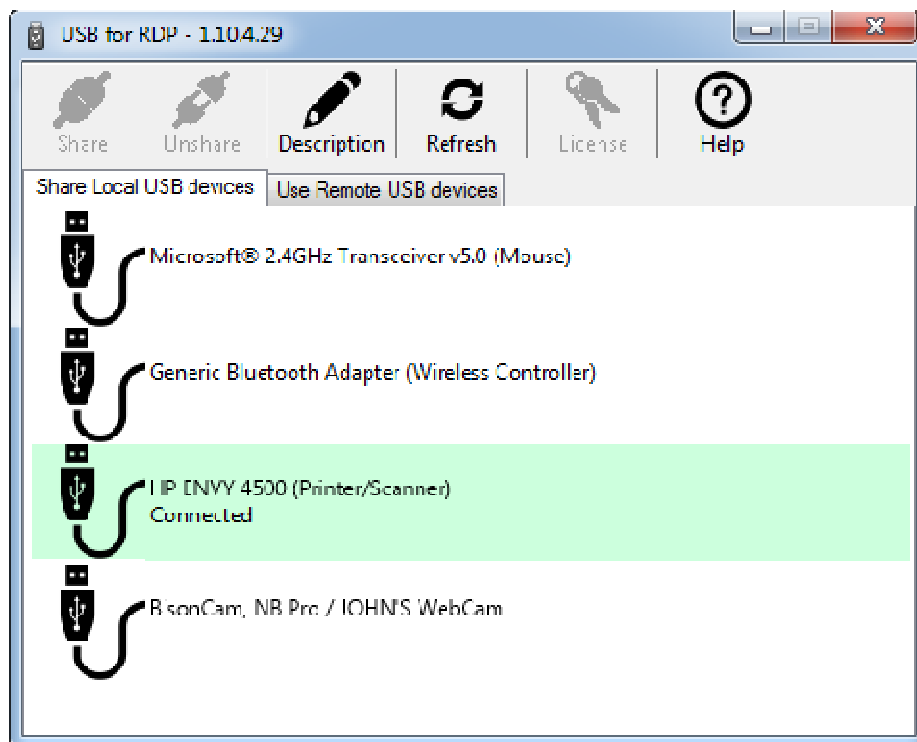 USB for RDP - 1.10.4.29
Share Unshare Description Refresh License Help
Share Local USB devices Use Remote USB devices
Microsoft® 2.4GHz Transceiver v5.0 (Mouse)
Generic Bluetooth Adapter (Wireless Controller)
HP ENVY 4500 (Printer/Scanner)
Connected
BisonCam, NB Pro / JOHN'S WebCam